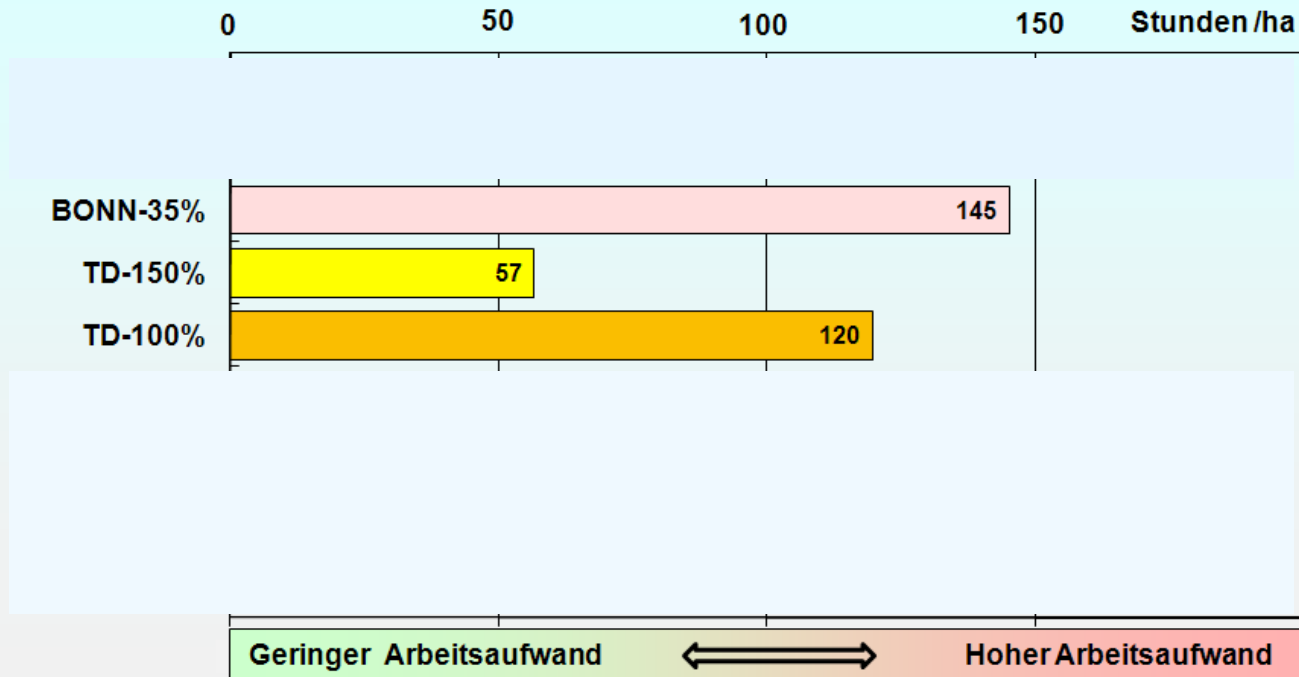 0 50 100 150 Stunden/ha
BONN-35% 145
TD-150% 57
TD-100% 120
Geringer Arbeitsaufwand Hoher Arbeitsaufwand